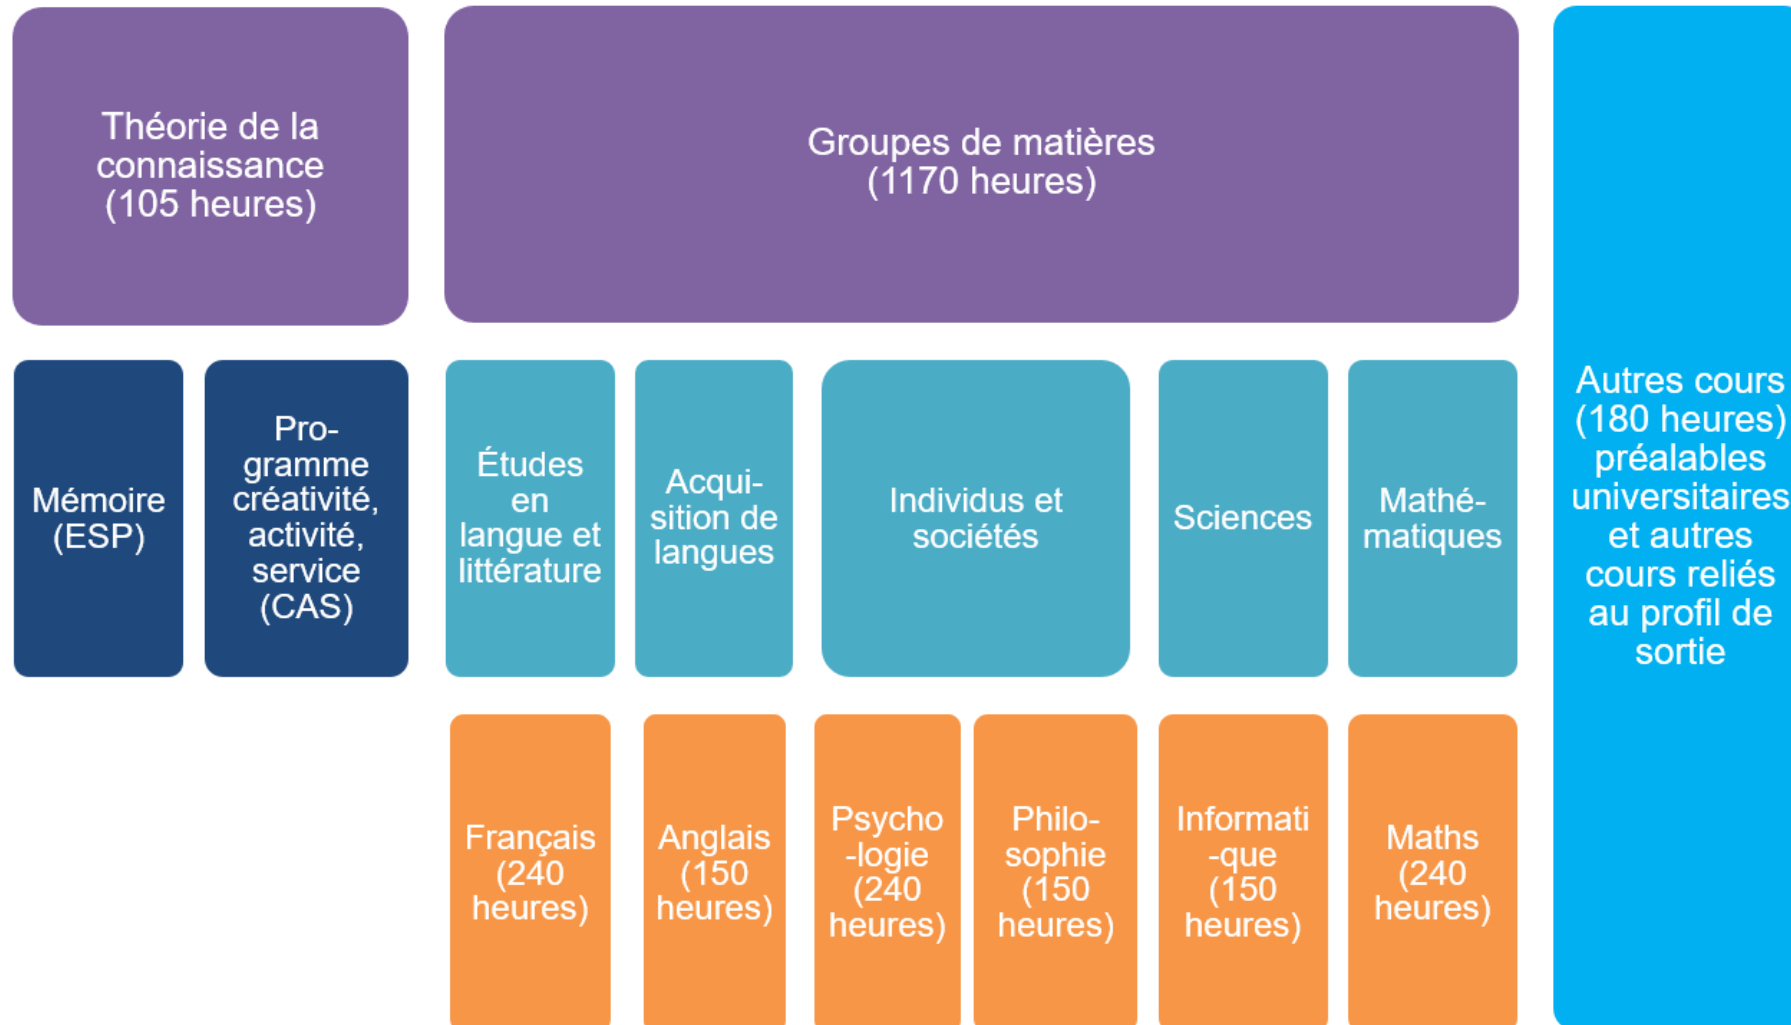 Théorie de la
connaissance
(105 heures)
Groupes de matières
(1170 heures)
Mémoire
(ESP)
Pro-
gramme
créativité,
activité,
service
(CAS)
Études
en
langue et
littérature
Acqui-
sition de
langues
Individus et
sociétés
Sciences
Mathé-
matiques
Autres cours
(180 heures)
préalables
universitaires
et autres
cours reliés
au profil de
sortie
Français
(240
heures)
Anglais
(150
heures)
Psycho
-logie
(240
heures)
Philo-
sophie
(150
heures)
Informati
-que
(150
heures)
Maths
(240
heures)